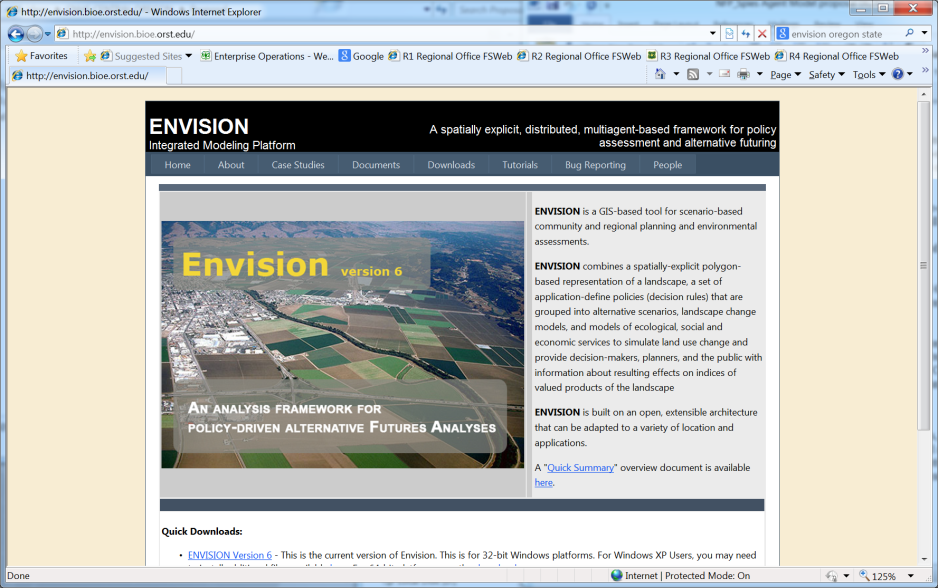 http://envision.bioe.orst.edu/ - Windows Internet Explorer
http://envision.bioe.orst.edu/
envision oregon state
Favorites
Suggested Sites
Enterprise Operations - We...
Google
R1 Regional Office FSWeb
R2 Regional Office FSWeb
R3 Regional Office FSWeb
R4 Regional Office FSWeb
http://envision.bioe.orst.edu/
Page
Safety
Tools
ENVISION
Integrated Modeling Platform
A spatially explicit, distributed, multiagent-based framework for policy
assessment and alternative futuring
Home About Case Studies Documents Downloads Tutorials Bug Reporting People
Envision version 6
AN ANALYSIS FRAMEWORK FOR
POLICY-DRIVEN ALTERNATIVE FUTURES ANALYSES
ENVISION is a GIS-based tool for scenario-based
community and regional planning and environmental
assessments.
ENVISION combines a spatially-explicit polygon-
based representation of a landscape, a set of
application-define policies (decision rules) that are
grouped into alternative scenarios, landscape change
models, and models of ecological, social and
economic services to simulate land use change and
provide decision-makers, planners, and the public with
information about resulting effects on indices of
valued products of the landscape
ENVISION is built on an open, extensible architecture
that can be adapted to a variety of location and
applications.
A "Quick Summary" overview document is available
here.
Quick Downloads:
• ENVISION Version 6 - This is the current version of Envision. This is for 32-bit Windows platforms. For Windows XP Users, you may need
Done
Internet | Protected Mode: On
125%